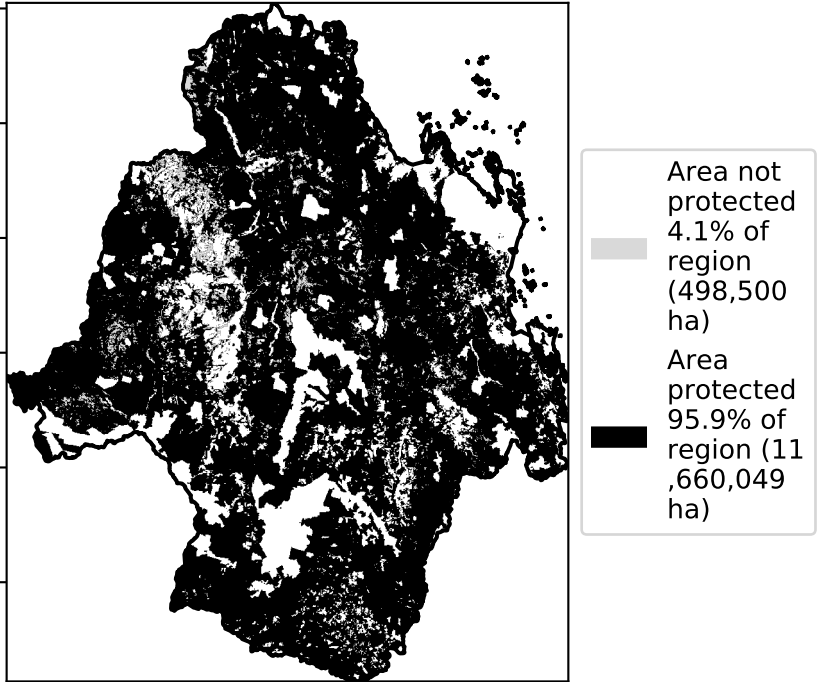 Area not
protected
4.1% of
region
(498,500
ha)
Area
protected
95.9% of
region (11
,660,049
ha)